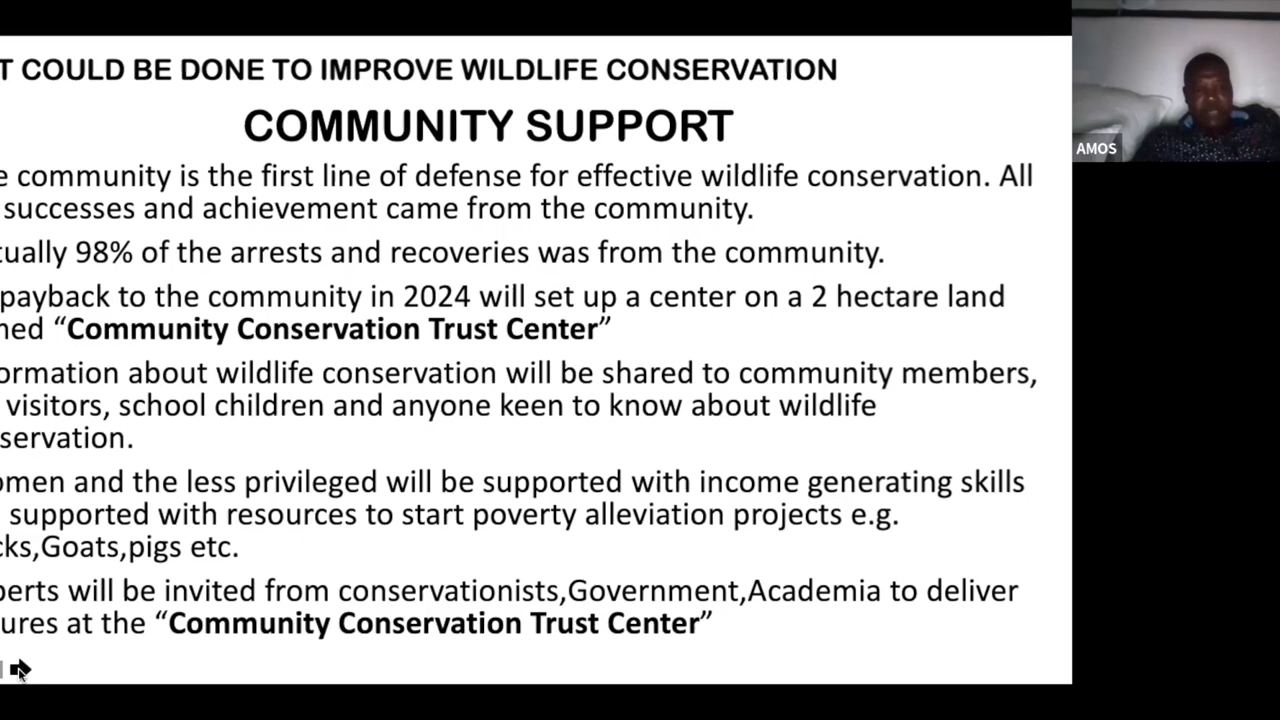 T COULD BE DONE TO IMPROVE WILDLIFE CONSERVATION
COMMUNITY SUPPORT
e community is the first line of defense for effective wildlife conservation. All
successes and achievement came from the community.
tually 98% of the arrests and recoveries was from the community.
payback to the community in 2024 will set up a center on a 2 hectare land
med “Community Conservation Trust Center”
ormation about wildlife conservation will be shared to community members,
visitors, school children and anyone keen to know about wildlife
servation.
omen and the less privileged will be supported with income generating skills
supported with resources to start poverty alleviation projects e.g.
cks,Goats,pigs etc.
perts will be invited from conservationists,Government,Academia to deliver
ures at the “Community Conservation Trust Center”
AMOS